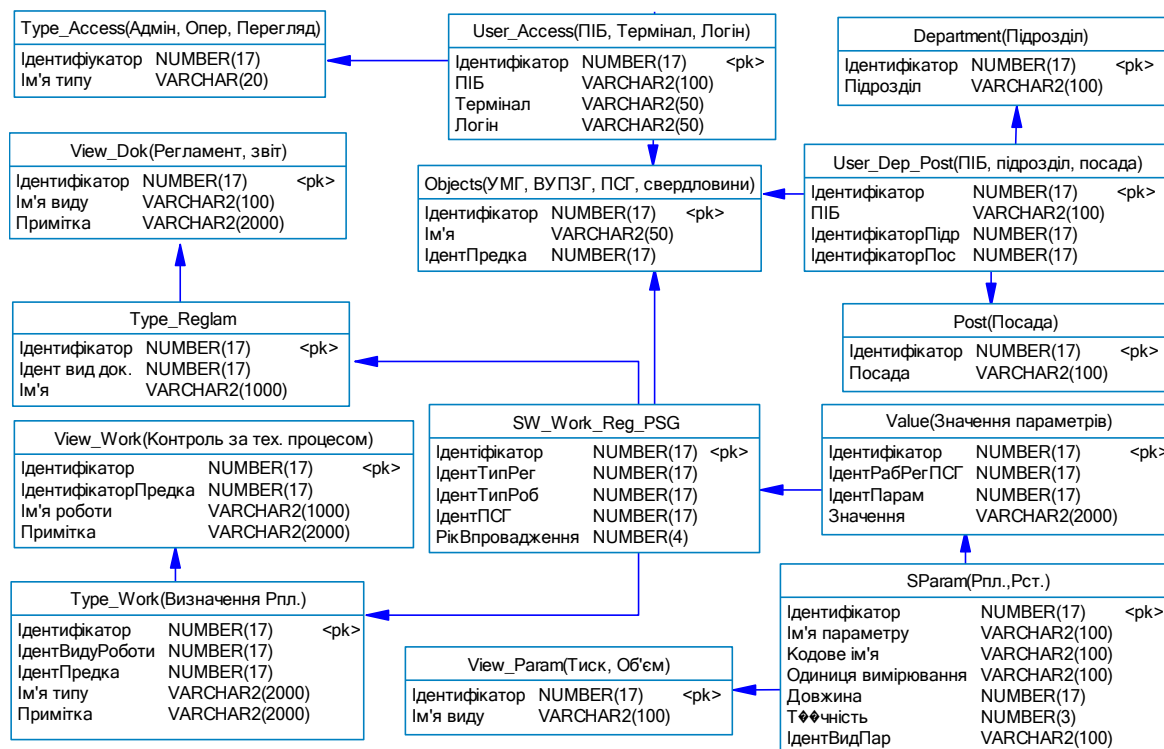 Type_Access(Адмін, Опер, Перегляд)
Ідентифіукатор NUMBER(17)
Ім'я типу VARCHAR(20)
User_Access(ПІБ, Термінал, Логін)
Ідентифікатор NUMBER(17) <pk>
ПІБ VARCHAR2(100)
Термінал VARCHAR2(50)
Логін VARCHAR2(50)
Department(Підрозділ)
Ідентифікатор NUMBER(17) <pk>
Підрозділ VARCHAR2(100)
View_Dok(Регламент, звіт)
Ідентифікатор NUMBER(17) <pk>
Ім'я виду VARCHAR2(100)
Примітка VARCHAR2(2000)
Objects(УМГ, ВУПЗГ, ПСГ, свердловини)
Ідентифікатор NUMBER(17) <pk>
Ім'я VARCHAR2(50)
ІдентПредка NUMBER(17)
User_Dep_Post(ПІБ, підрозділ, посада)
Ідентифікатор NUMBER(17) <pk>
ПІБ VARCHAR2(100)
ІдентифікаторПідр NUMBER(17)
ІдентифікаторПос NUMBER(17)
Type_Reglam
Ідентифікатор NUMBER(17) <pk>
Ідент вид док. NUMBER(17)
Ім'я VARCHAR2(1000)
Post(Посада)
Ідентифікатор NUMBER(17) <pk>
Посада VARCHAR2(100)
View_Work(Контроль за тех. процесом)
Ідентифікатор NUMBER(17) <pk>
ІдентифікаторПредка NUMBER(17)
Ім'я роботи VARCHAR2(1000)
Примітка VARCHAR2(2000)
SW_Work_Reg_PSG
Ідентіфікатор NUMBER(17) <pk>
ІдентТипРег NUMBER(17)
ІдентТипРоб NUMBER(17)
ІдентПСГ NUMBER(17)
РікВпровадження NUMBER(4)
Value(Значення параметрів)
Ідентифікатор NUMBER(17) <pk>
ІдентРабРегПСГ NUMBER(17)
ІдентПарам NUMBER(17)
Значення VARCHAR2(2000)
Type_Work(Визначення Рпл.)
Ідентифікатор NUMBER(17) <pk>
ІдентВидуРоботи NUMBER(17)
ІдентПредка NUMBER(17)
Ім'я типу VARCHAR2(2000)
Примітка VARCHAR2(2000)
View_Param(Тиск, Об'єм)
Ідентифікатор NUMBER(17) <pk>
Ім'я виду VARCHAR2(100)
SParam(Рпл.,Рст.)
Ідентифікатор NUMBER(17) <pk>
Ім'я параметру VARCHAR2(100)
Кодове ім'я VARCHAR2(100)
Одиниця вимірювання VARCHAR2(100)
Довжина NUMBER(17)
Т��чність NUMBER(3)
ІдентВидПар VARCHAR2(100)